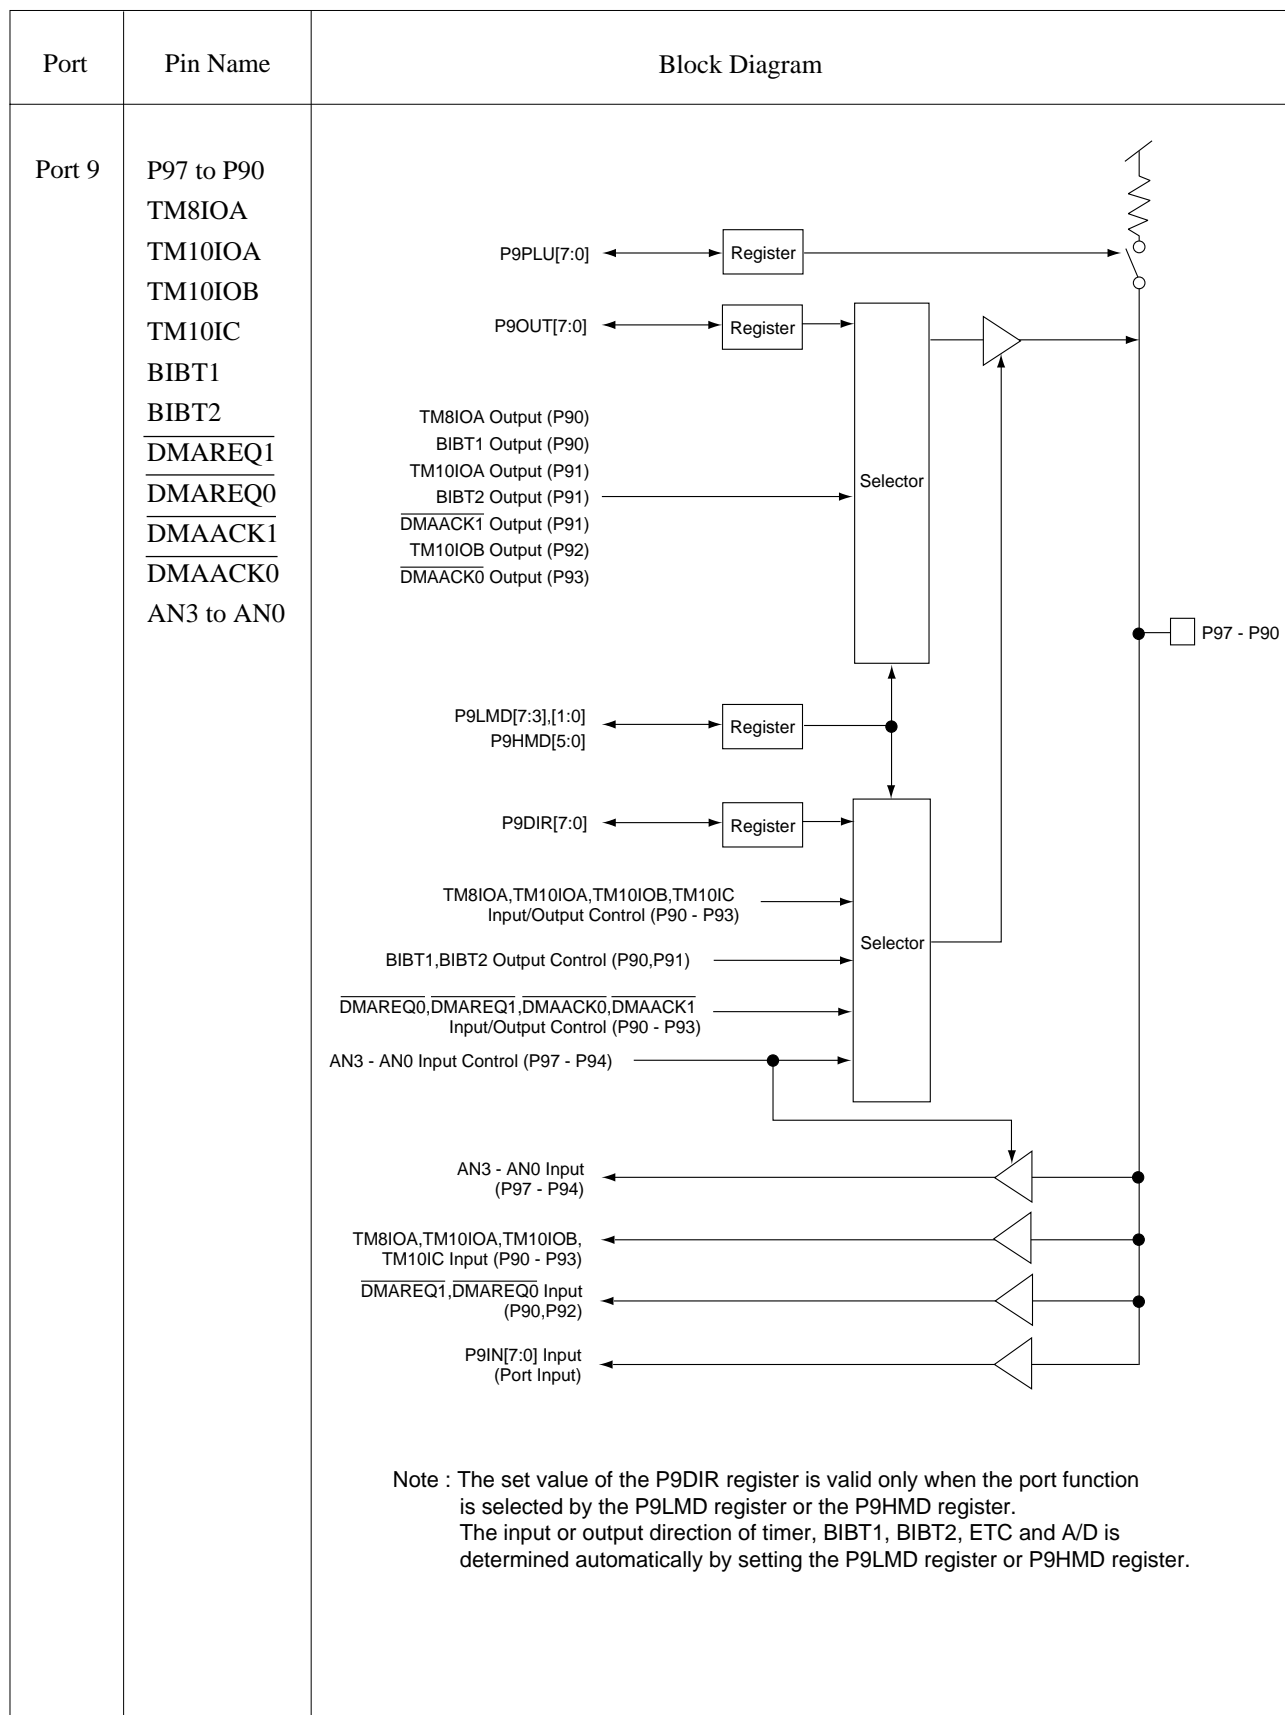 Port
Pin Name
Block Diagram
Port 9
P97 to P90
TM8IOA
TM10IOA
TM10IOB
TM10IC
BIBT1
BIBT2
DMAREQ1
DMAREQ0
DMAACK1
DMAACK0
AN3 to AN0
P9PLU[7:0]
Register
P9OUT[7:0]
Register
TM8IOA Output (P90)
BIBT1 Output (P90)
TM10IOA Output (P91)
BIBT2 Output (P91)
DMAACK1 Output (P91)
TM10IOB Output (P92)
DMAACK0 Output (P93)
Selector
P97 - P90
P9LMD[7:3],[1:0]
P9HMD[5:0]
Register
P9DIR[7:0]
Register
TM8IOA,TM10IOA,TM10IOB,TM10IC
Input/Output Control (P90 - P93)
Selector
BIBT1,BIBT2 Output Control (P90,P91)
DMAREQ0,DMAREQ1,DMAACK0,DMAACK1
Input/Output Control (P90 - P93)
AN3 - AN0 Input Control (P97 - P94)
AN3 - AN0 Input
(P97 - P94)
TM8IOA,TM10IOA,TM10IOB,
TM10IC Input (P90 - P93)
DMAREQ1,DMAREQ0 Input
(P90,P92)
P9IN[7:0] Input
(Port Input)
Note : The set value of the P9DIR register is valid only when the port function
is selected by the P9LMD register or the P9HMD register.
The input or output direction of timer, BIBT1, BIBT2, ETC and A/D is
determined automatically by setting the P9LMD register or P9HMD register.